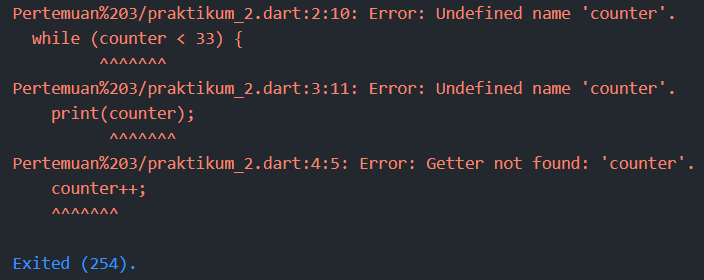 Pertemuan%203/praktikum_2.dart:2:10: Error: Undefined name 'counter'.
  while (counter < 33) {
         ^^^^^^^
Pertemuan%203/praktikum_2.dart:3:11: Error: Undefined name 'counter'.
    print(counter);
          ^^^^^^^
Pertemuan%203/praktikum_2.dart:4:5: Error: Getter not found: 'counter'.
    counter++;
    ^^^^^^^
Exited (254).